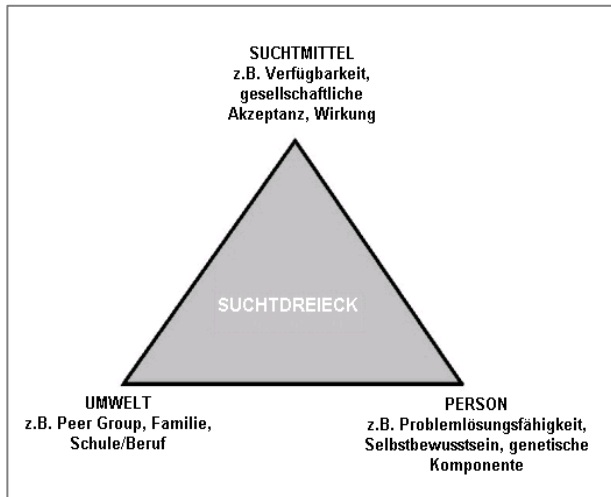 SUCHTMITTEL
z.B. Verfügbarkeit,
gesellschaftliche
Akzeptanz, Wirkung
SUCHTDREIECK
UMWELT
z.B. Peer Group, Familie,
Schule/Beruf
PERSON
z.B. Problemlösungsfähigkeit,
Selbstbewusstsein, genetische
Komponente